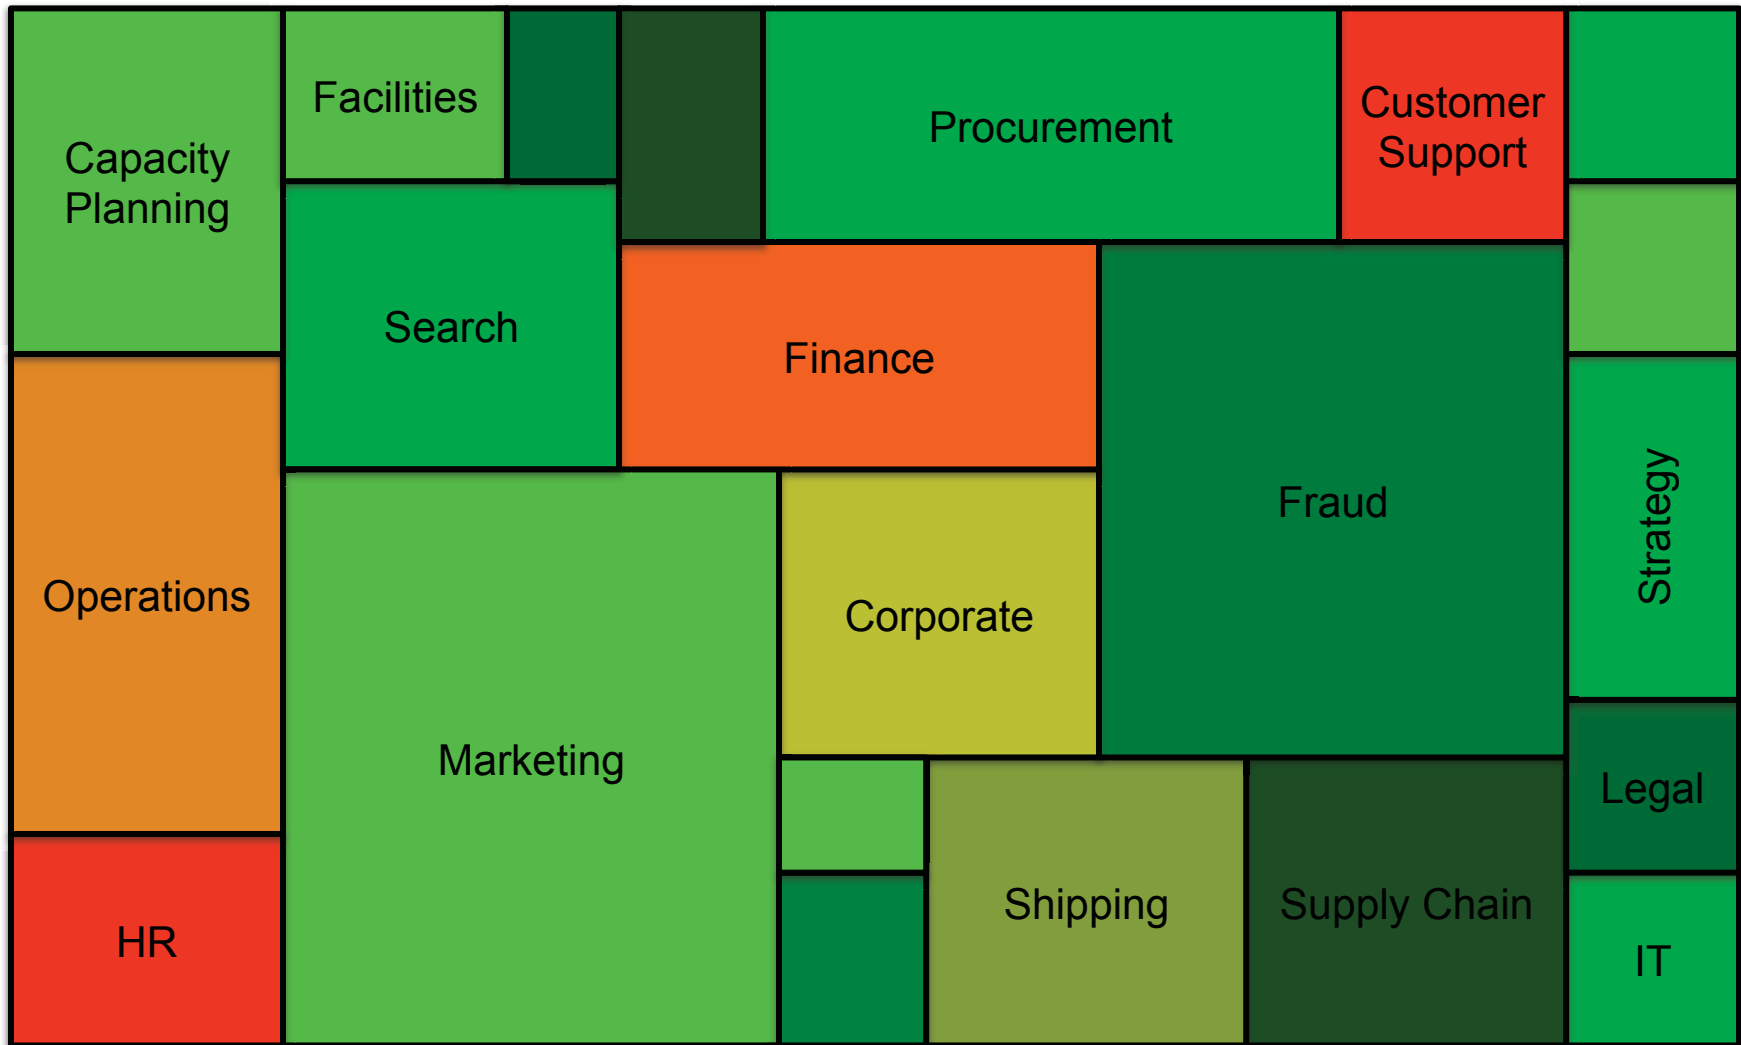 Capacity
Planning
Facilities
Procurement
Customer
Support
Search
Finance
Fraud
Strategy
Operations
Corporate
Marketing
Legal
HR
Shipping
Supply Chain
IT